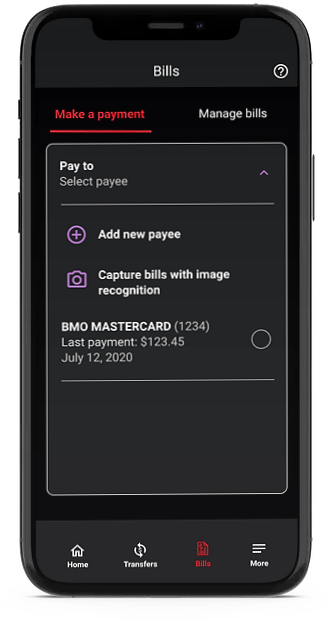 Bills
Make a payment
Manage bills
Pay to
Select payee
Add new payee
Capture bills with image
recognition
BMO MASTERCARD (1234)
Last payment: $123.45
July 12, 2020
Home
Transfers
Bills
More